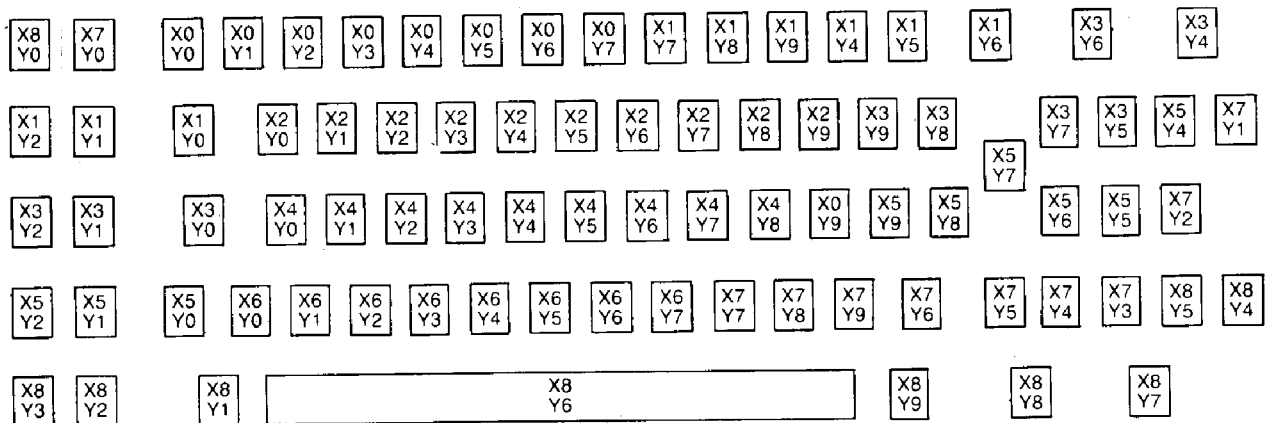 X8 X7 X0 X0 X0 X0 X0 X0 X0 X0 X1 X1 X1 X1 X1 X1 X3 X3
Y0 Y0 Y0 Y1 Y2 Y3 Y4 Y5 Y6 Y7 Y7 Y8 Y9 Y4 Y5 Y6 Y6 Y4
X1 X1 X1 X2 X2 X2 X2 X2 X2 X2 X2 X2 X2 X3 X3 X3 X3 X5 X7
Y2 Y1 Y0 Y0 Y1 Y2 Y3 Y4 Y5 Y6 Y7 Y8 Y9 Y9 Y8 Y7 Y5 Y4 Y1
X5
Y7
X3 X3 X3 X4 X4 X4 X4 X4 X4 X4 X4 X4 X0 X5 X5 X5 X5 X7
Y2 Y1 Y0 Y0 Y1 Y2 Y3 Y4 Y5 Y6 Y7 Y8 Y9 Y9 Y8 Y6 Y5 Y2
X5 X5 X5 X6 X6 X6 X6 X6 X6 X6 X6 X7 X7 X7 X7 X7 X7 X7 X8 X8
Y2 Y1 Y0 Y0 Y1 Y2 Y3 Y4 Y5 Y6 Y7 Y7 Y8 Y9 Y6 Y5 Y4 Y3 Y5 Y4
X8 X8 X8 X8 X8 X8 X8
Y3 Y2 Y1 Y6 Y9 Y8 Y7